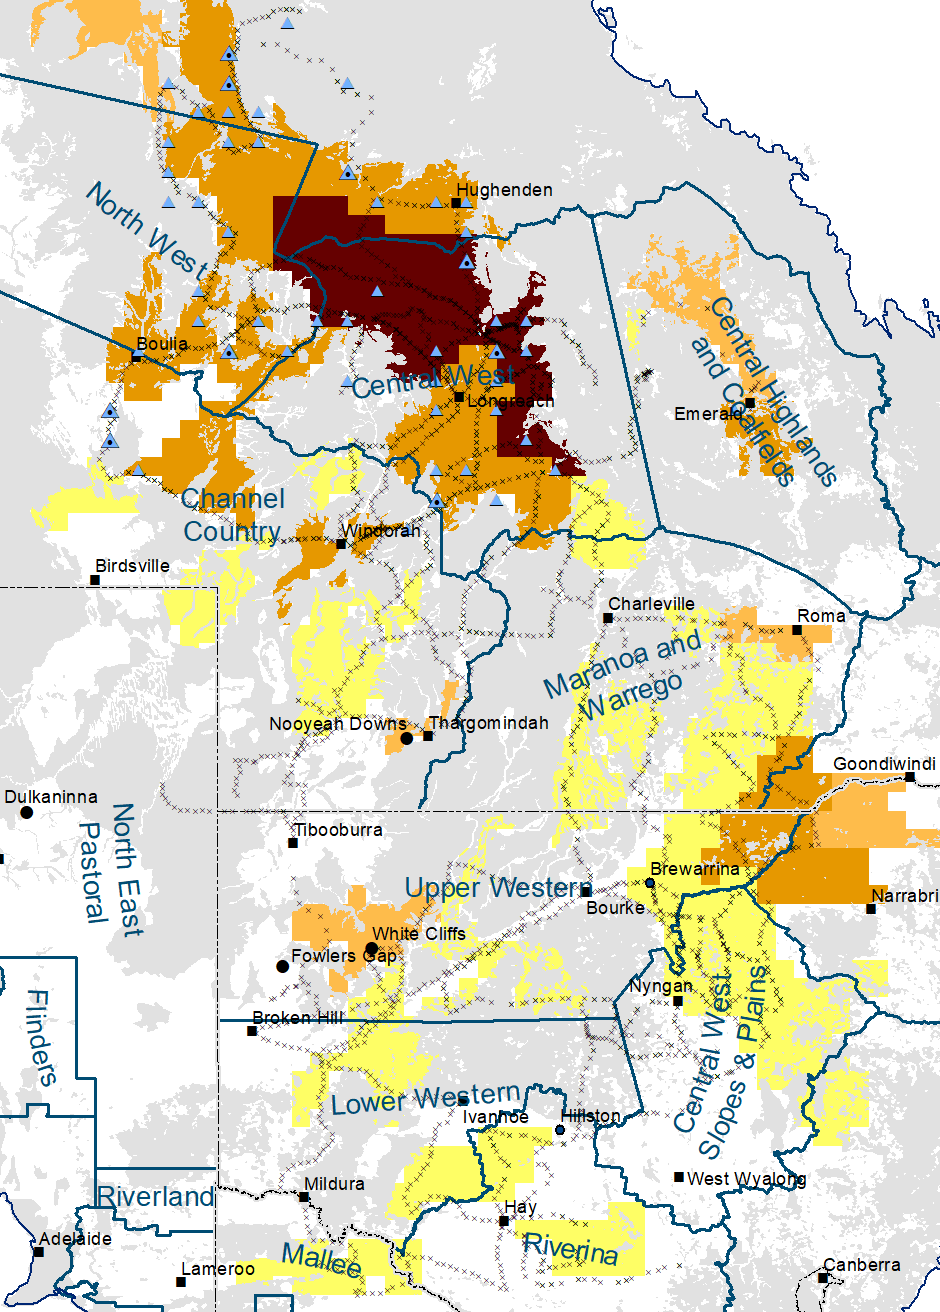 Hughenden
North West
Boulia
Central West
Longreach
Central Highlands
and Coalfields
Emerald
Channel
Country
Windorah
Birdsville
Charleville
Roma
Maranoa and
Warrego
Nooyeah Downs
Thargomindah
Goondiwindi
Dulkaninna
North East
Pastoral
Tibooburra
Brewarrina
Upper Western
Bourke
Narrabri
White Cliffs
Fowlers Gap
Nyngan
Flinders
Broken Hill
Central West
Slopes & Plains
Lower Western
Ivanhoe
Hillston
West Wyalong
Mildura
Riverland
Hay
Adelaide
Riverina
Mallee
Lameroo
Canberra